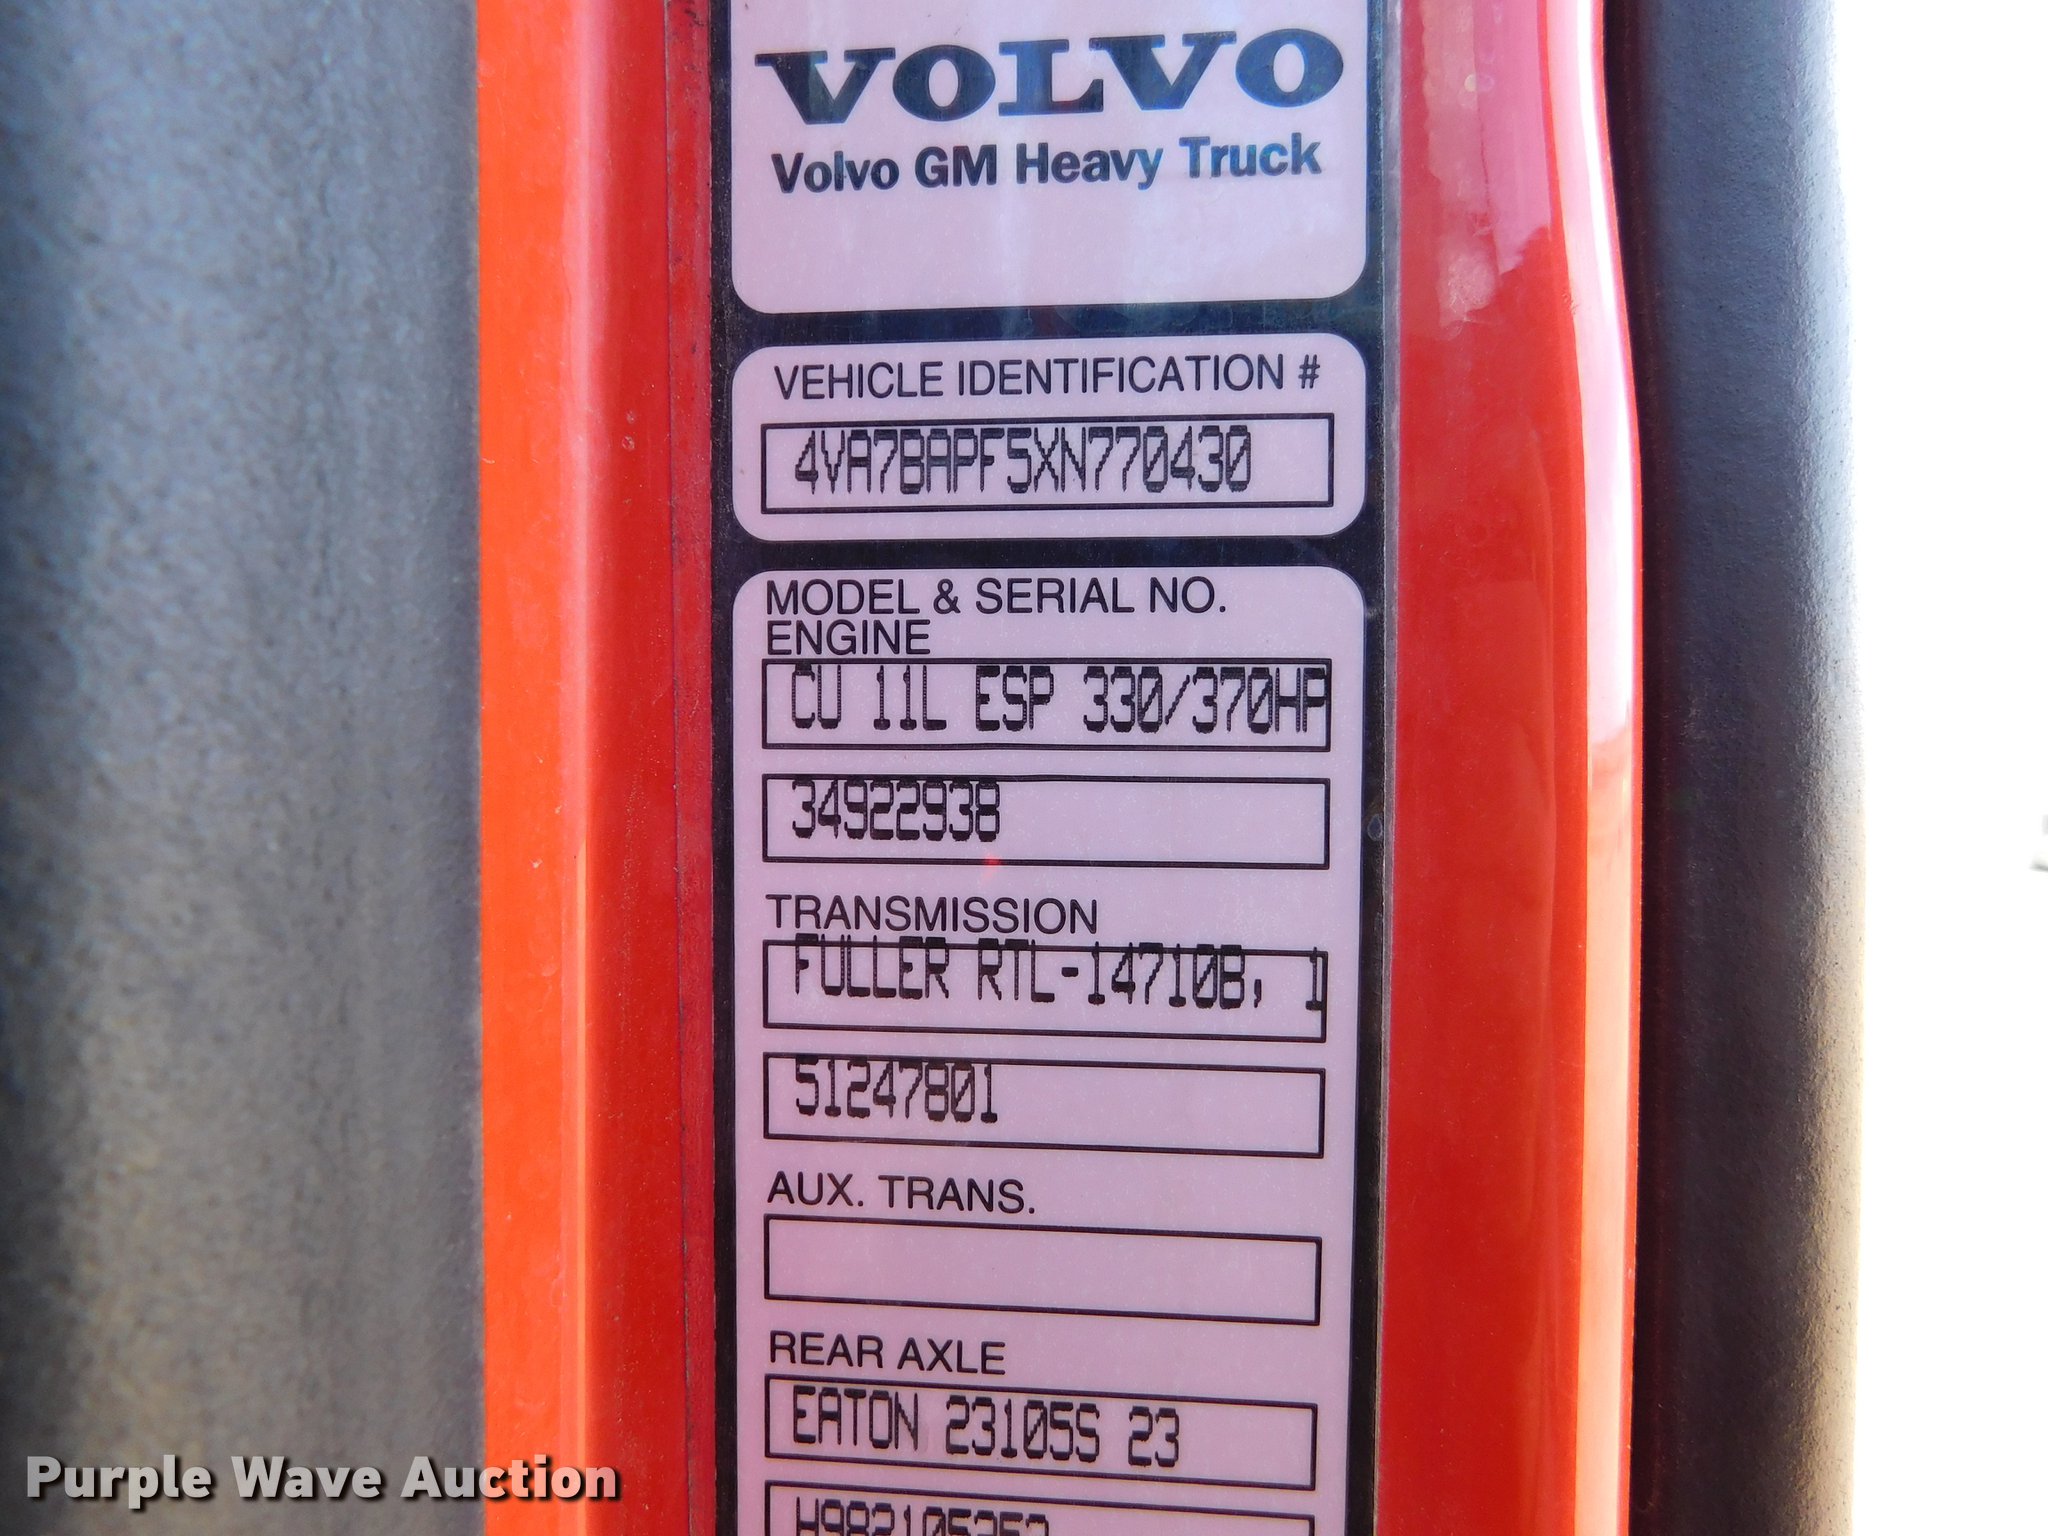 VOLVO
Volvo GM Heavy Truck
VEHICLE IDENTIFICATION #
4VA7BAPF5XN770430
MODEL & SERIAL NO.
ENGINE
CU 11L ESP 330/370HP
34922938
TRANSMISSION
FULLER RTL-14710B, 1
51247801
AUX. TRANS.
REAR AXLE
EATON 23105S 23
Purple Wave Auction